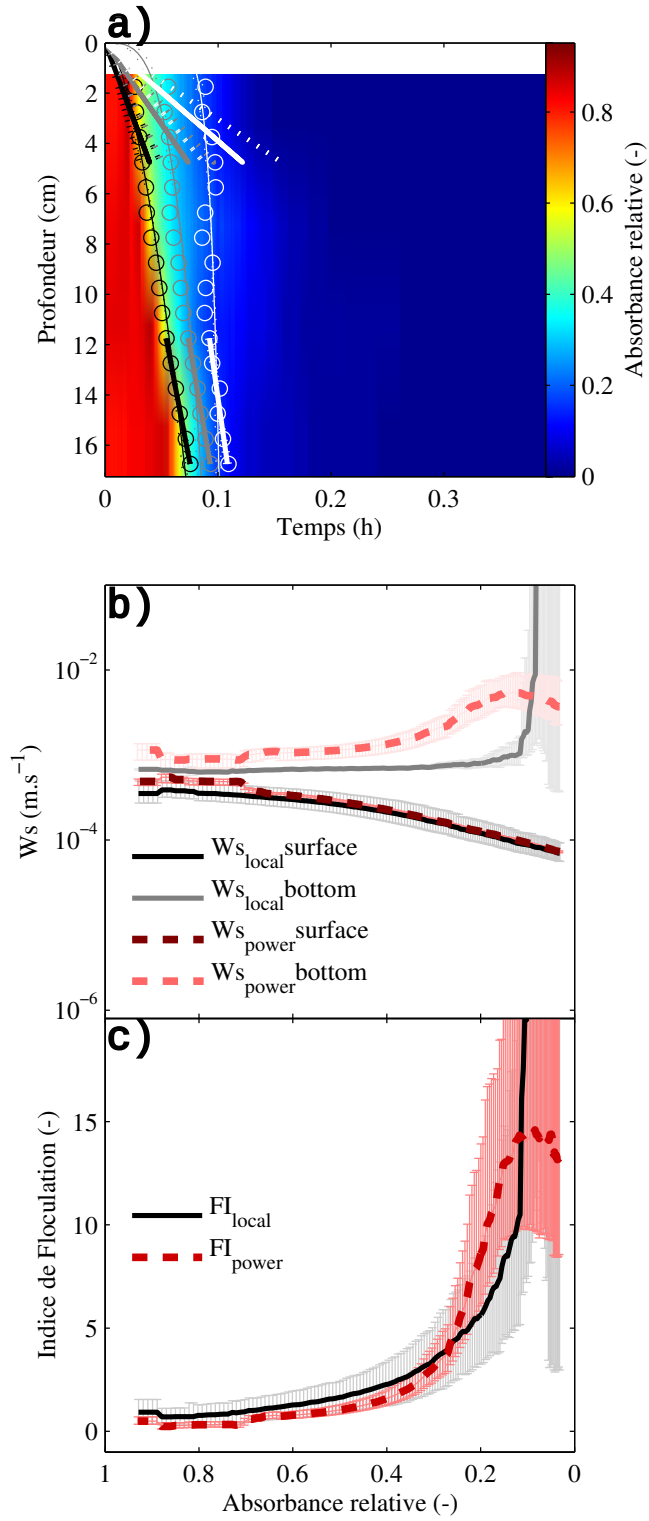 a)
0
2
4
6
8
10
12
14
16
Profondeur (cm)
0
0.1
0.2
0.3
Temps (h)
0.8
0.6
0.4
0.2
0
Absorbance relative (-)
b)
10⁻²
10⁻⁴
10⁻⁶
Ws (m.s⁻¹)
Ws_local surface
Ws_local bottom
Ws_power surface
Ws_power bottom
c)
15
10
5
0
Indice de Floculation (-)
FI_local
FI_power
1
0.8
0.6
0.4
0.2
0
Absorbance relative (-)